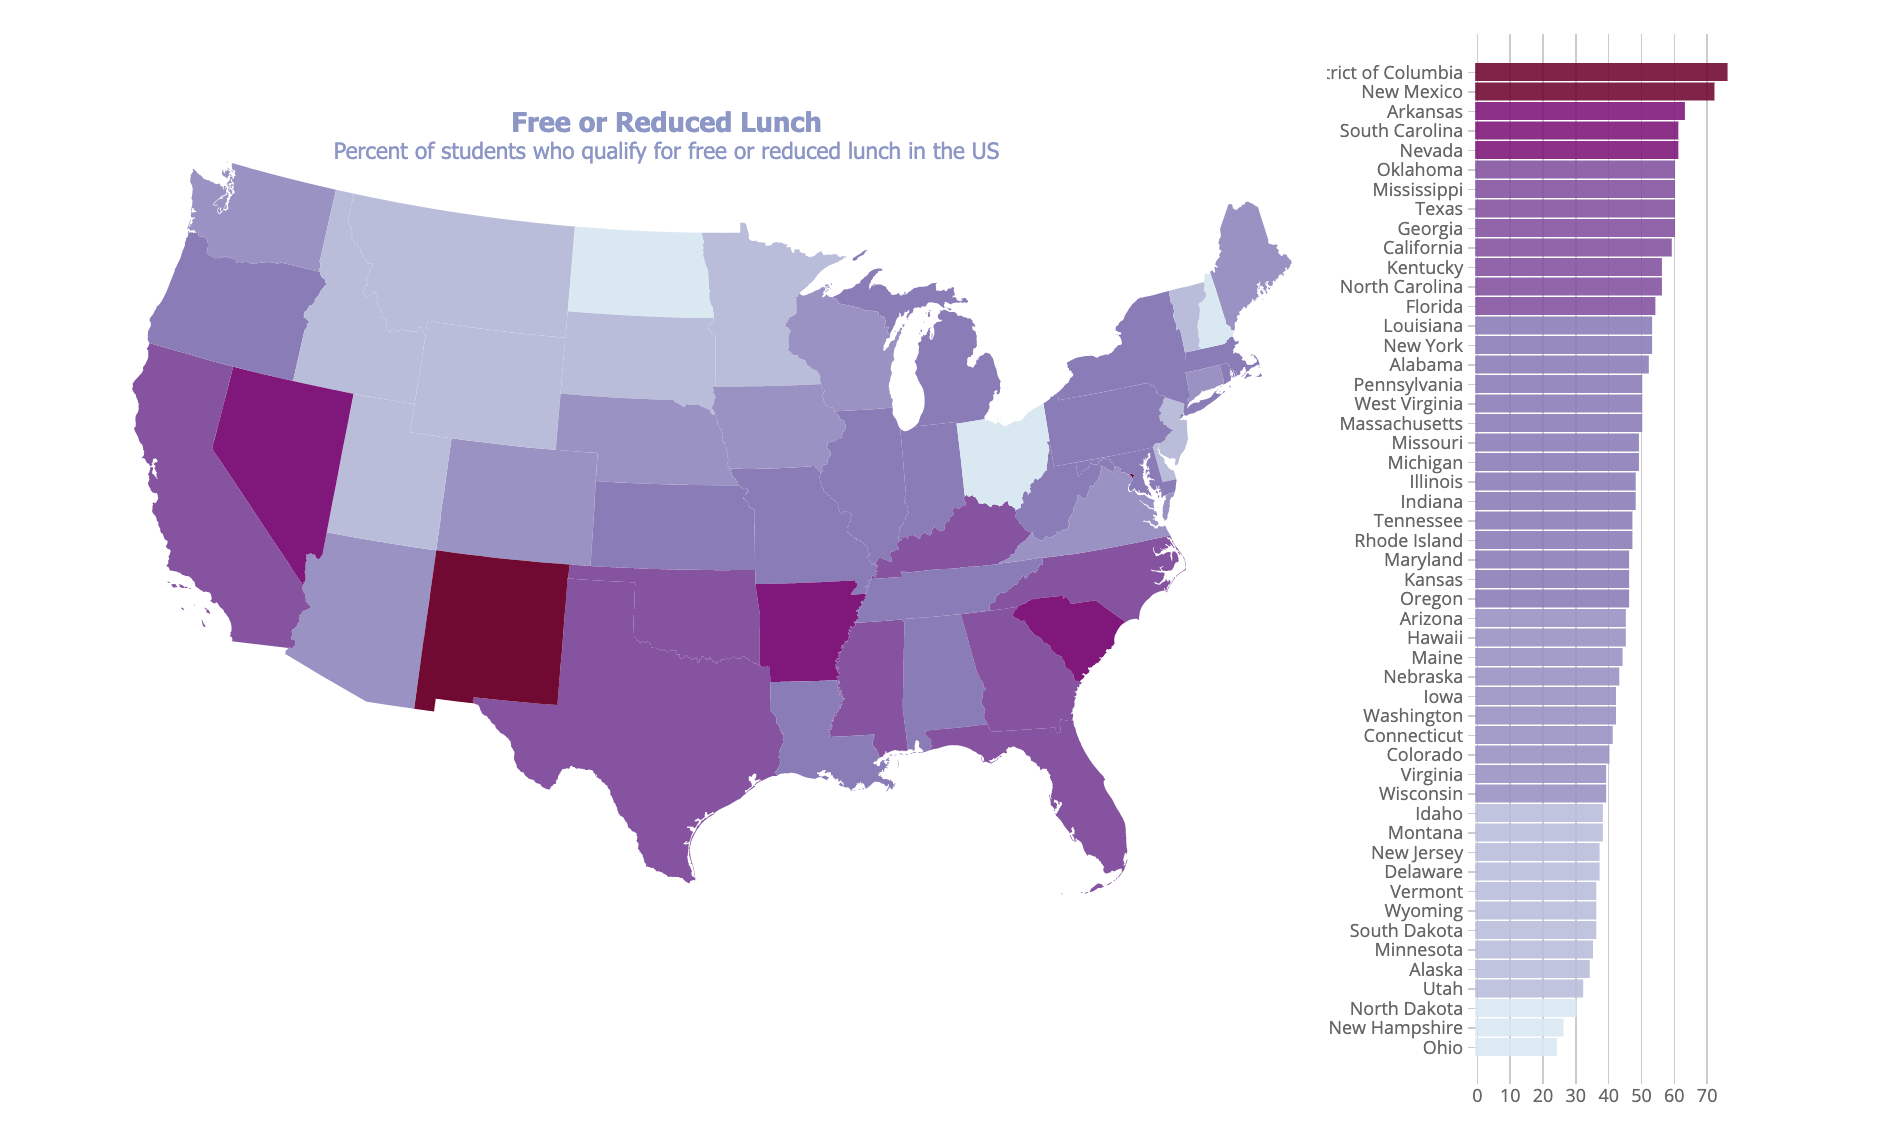 Free or Reduced Lunch
Percent of students who qualify for free or reduced lunch in the US
trict of Columbia
New Mexico
Arkansas
South Carolina
Nevada
Oklahoma
Mississippi
Texas
Georgia
California
Kentucky
North Carolina
Florida
Louisiana
New York
Alabama
Pennsylvania
West Virginia
Massachusetts
Missouri
Michigan
Illinois
Indiana
Tennessee
Rhode Island
Maryland
Kansas
Oregon
Arizona
Hawaii
Maine
Nebraska
Iowa
Washington
Connecticut
Colorado
Virginia
Wisconsin
Idaho
Montana
New Jersey
Delaware
Vermont
Wyoming
South Dakota
Minnesota
Alaska
Utah
North Dakota
New Hampshire
Ohio
0 10 20 30 40 50 60 70